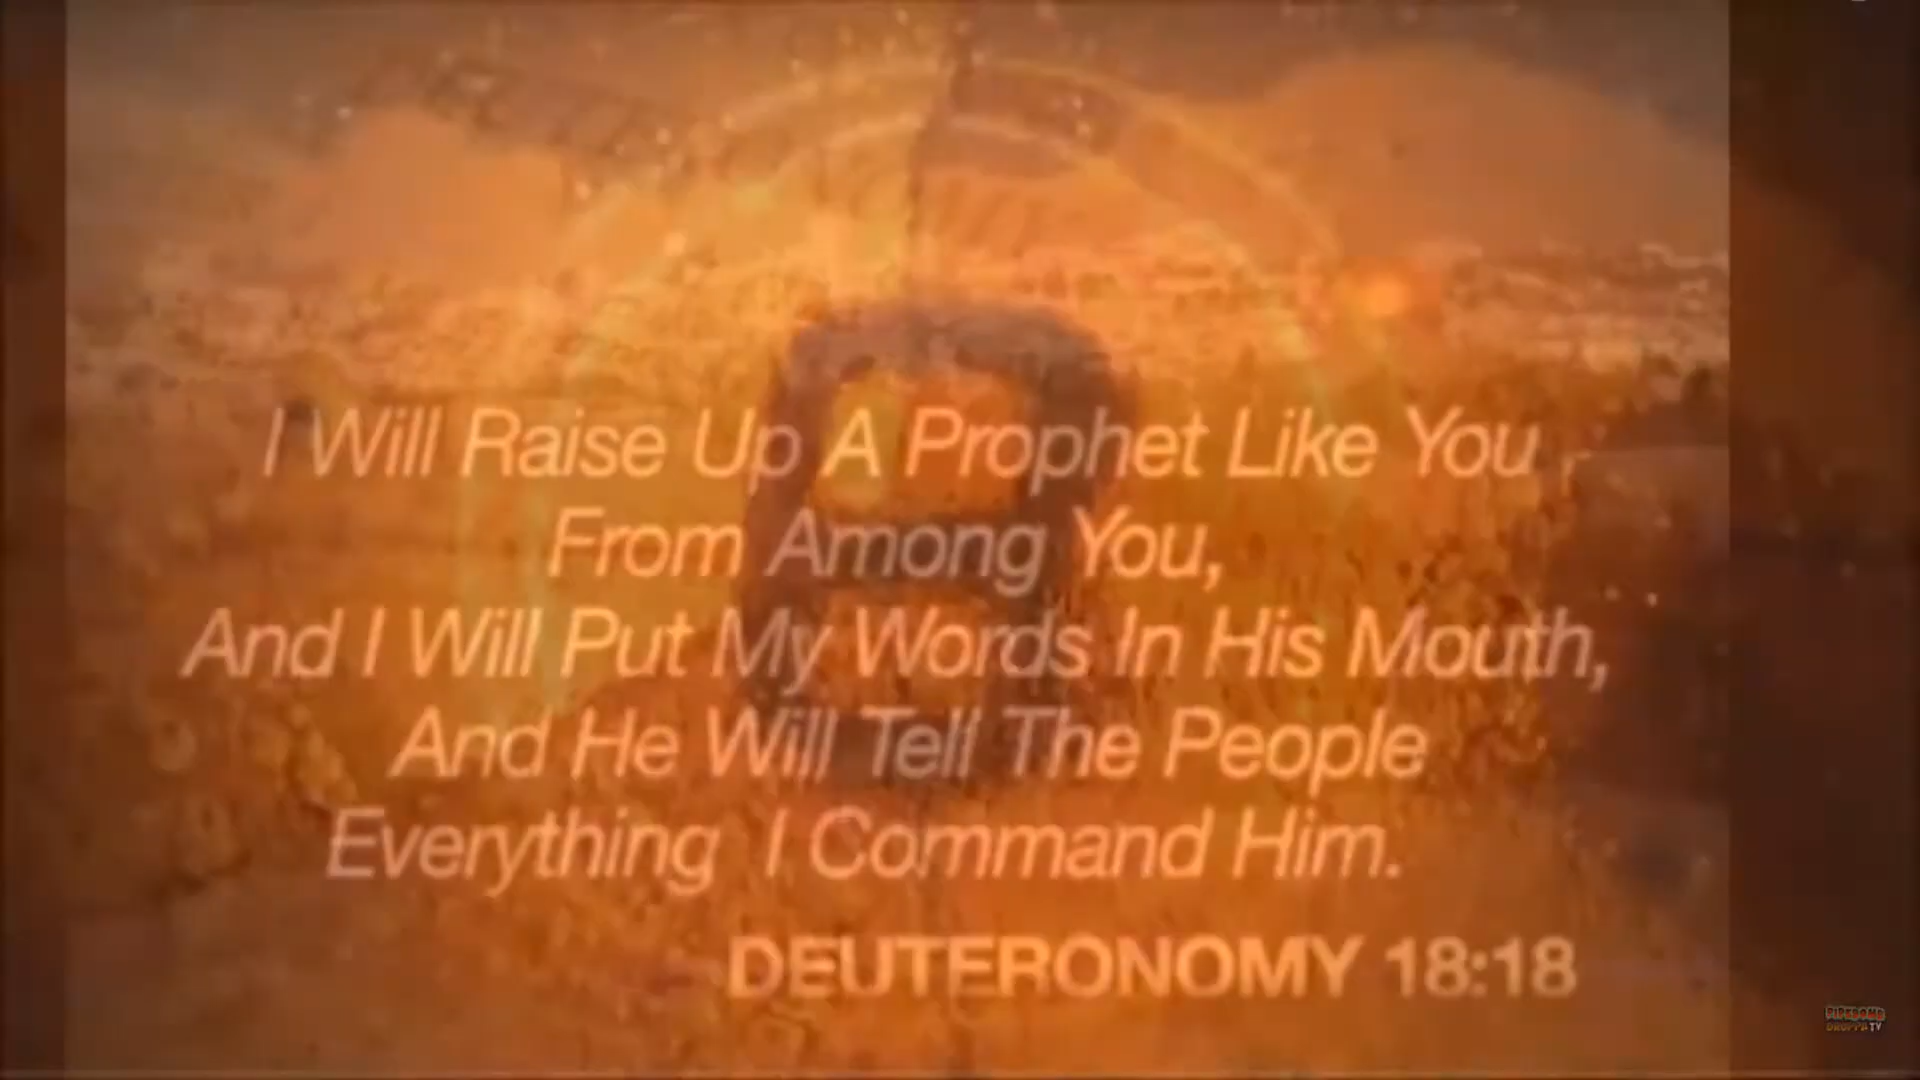 I Will Raise Up A Prophet Like You
From Among You,
And I Will Put My Words In His Mouth,
And He Will Tell The People
Everything I Command Him.
DEUTERONOMY 18:18
TV